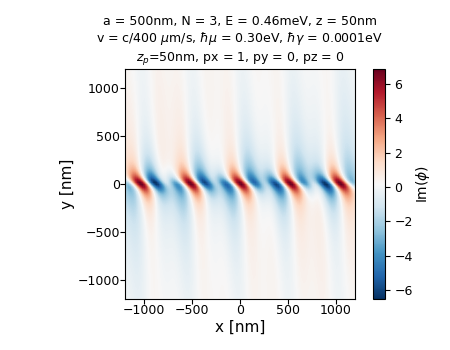 a = 500nm, N = 3, E = 0.46meV, z = 50nm
v = c/400 μm/s, ℏμ = 0.30eV, ℏγ = 0.0001eV
zₚ=50nm, px = 1, py = 0, pz = 0
y [nm]
1000
500
0
−500
−1000
−1000 −500 0 500 1000
x [nm]
6
4
2
0
−2
−4
−6
Im(ϕ)